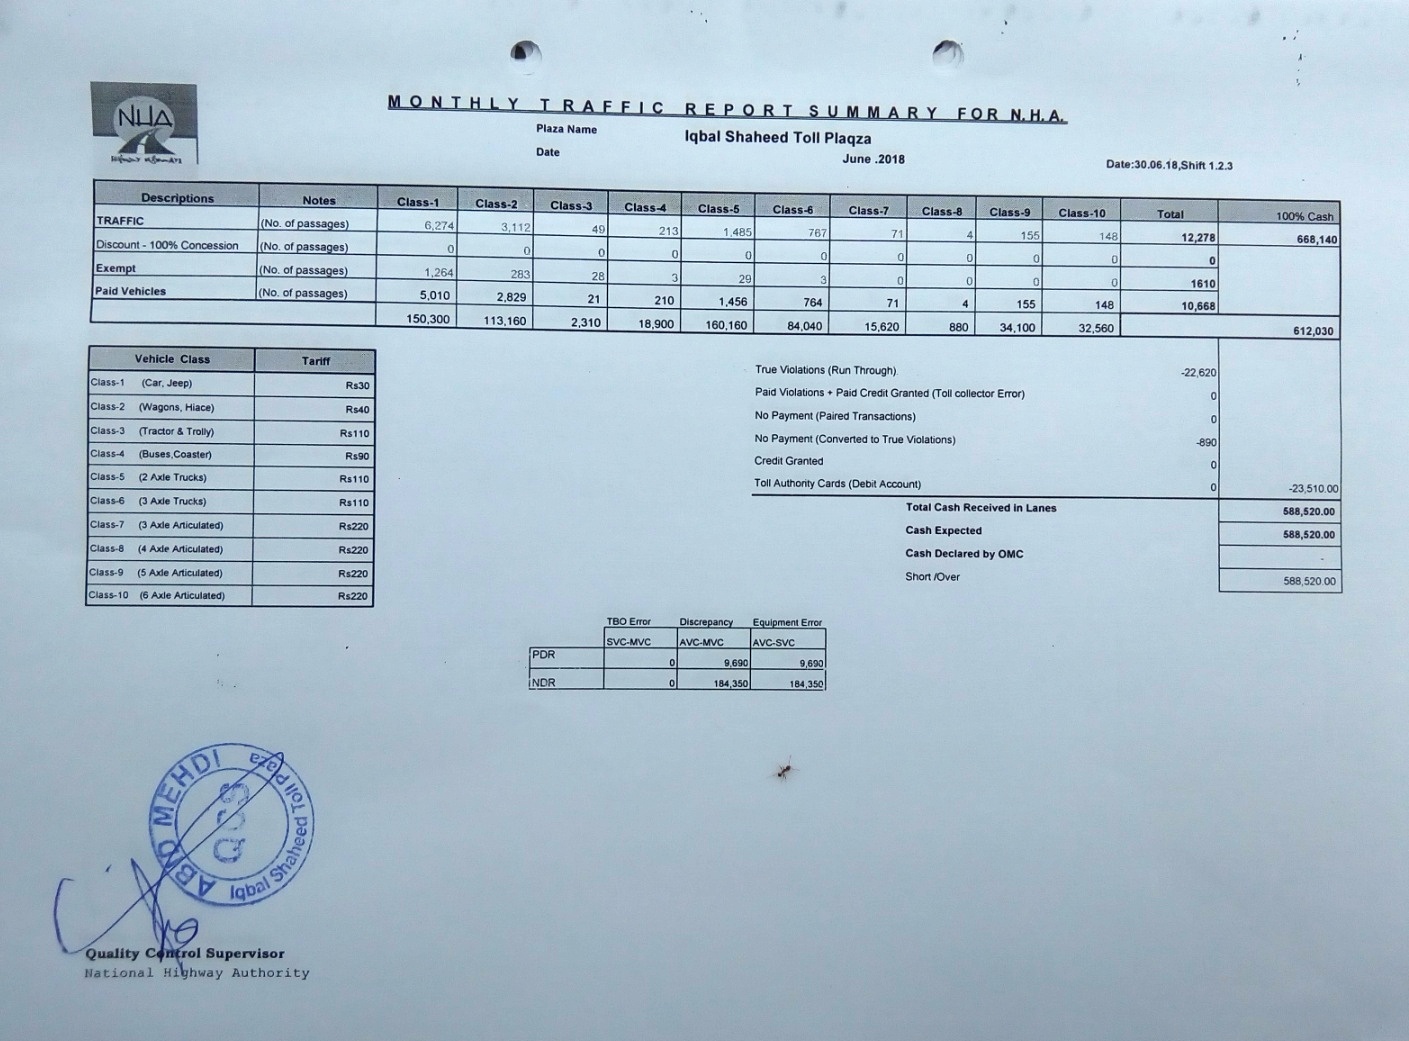 NHA
MONTHLY TRAFFIC REPORT SUMMARY FOR N.H.A.
Plaza Name Iqbal Shaheed Toll Plaqza
Date June .2018
Date:30.06.18,Shift 1.2.3
Descriptions Notes Class-1 Class-2 Class-3 Class-4 Class-5 Class-6 Class-7 Class-8 Class-9 Class-10 Total 100% Cash
TRAFFIC (No. of passages) 6,274 3,112 49 213 1,485 767 71 4 155 148 12,278 668,140
Discount - 100% Concession (No. of passages) 0 0 0 0 0 0 0 0 0 0 0
Exempt (No. of passages) 1,264 283 28 3 29 3 0 0 0 0 1610
Paid Vehicles (No. of passages) 5,010 2,829 21 210 1,456 764 71 4 155 148 10,668
150,300 113,160 2,310 18,900 160,160 84,040 15,620 880 34,100 32,560 612,030
Vehicle Class Tariff
Class-1 (Car, Jeep) Rs30
Class-2 (Wagons, Hiace) Rs40
Class-3 (Tractor & Trolly) Rs110
Class-4 (Buses,Coaster) Rs90
Class-5 (2 Axle Trucks) Rs110
Class-6 (3 Axle Trucks) Rs110
Class-7 (3 Axle Articulated) Rs220
Class-8 (4 Axle Articulated) Rs220
Class-9 (5 Axle Articulated) Rs220
Class-10 (6 Axle Articulated) Rs220
True Violations (Run Through) -22,620
Paid Violations + Paid Credit Granted (Toll collector Error) 0
No Payment (Paired Transactions) 0
No Payment (Converted to True Violations) -890
Credit Granted 0
Toll Authority Cards (Debit Account) 0 -23,510.00
Total Cash Received in Lanes 588,520.00
Cash Expected 588,520.00
Cash Declared by OMC -
Short /Over 588,520.00
TBO Error Discrepancy Equipment Error
SVC-MVC AVC-MVC AVC-SVC
PDR 0 9,690 9,690
NDR 0 184,350 184,350
ABID MEHDI
QCS
Iqbal Shaheed Toll Plaza
Quality Control Supervisor
National Highway Authority